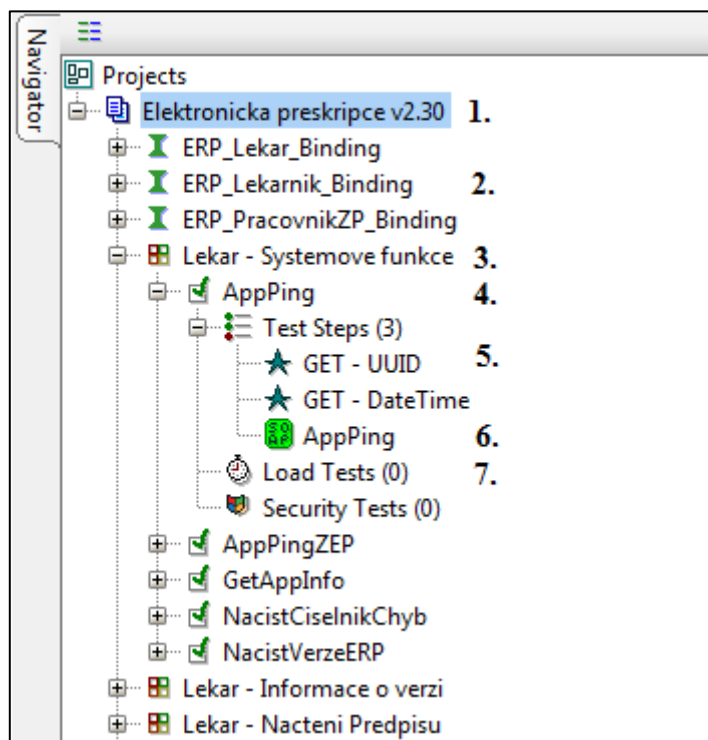 Navigator
Projects
Elektronicka preskripce v2.30 1.
ERP_Lekar_Binding
ERP_Lekarnik_Binding 2.
ERP_PracovnikZP_Binding
Lekar - Systemove funkce 3.
AppPing 4.
Test Steps (3)
GET - UUID 5.
GET - DateTime
SOAP
AppPing 6.
Load Tests (0) 7.
Security Tests (0)
AppPingZEP
GetAppInfo
NacistCiselnikChyb
NacistVerzeERP
Lekar - Informace o verzi
Lekar - Nacteni Predpisu